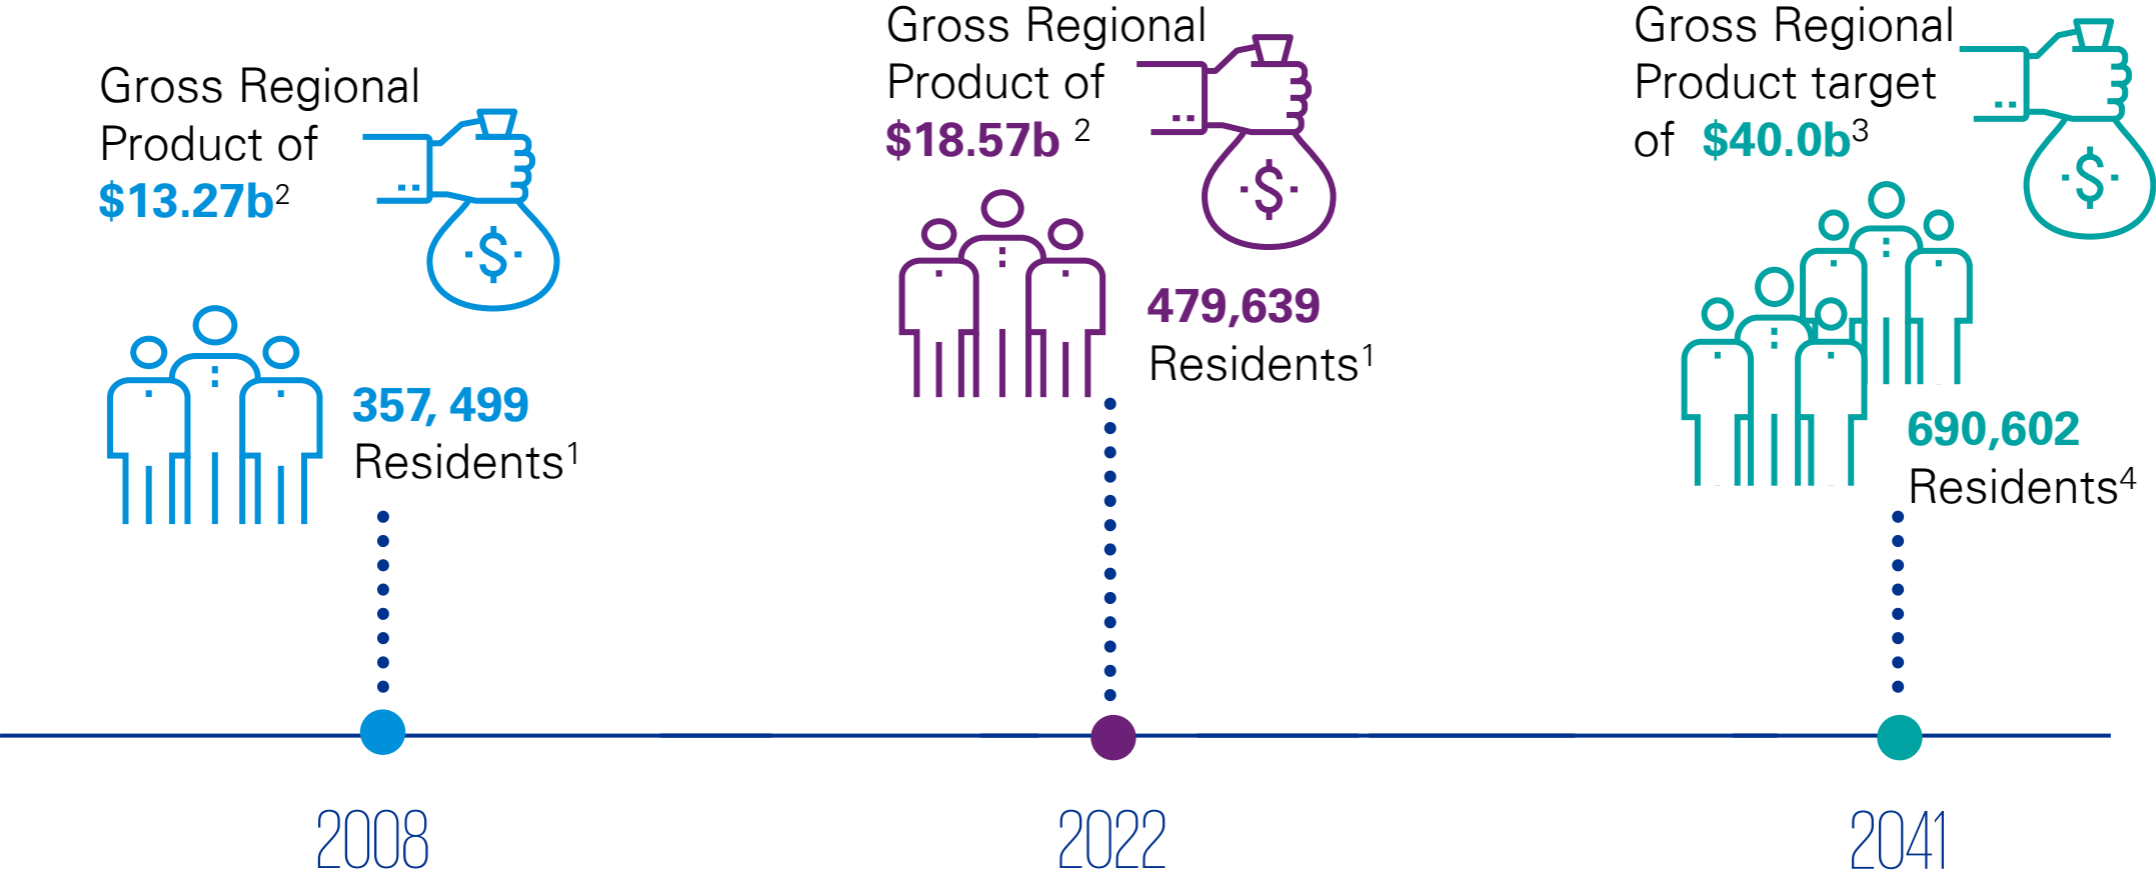 Gross Regional
Product of
$13.27b²
357, 499
Residents¹
Gross Regional
Product of
$18.57b ²
479,639
Residents¹
Gross Regional
Product target
of $40.0b³
690,602
Residents⁴
2008
2022
2041